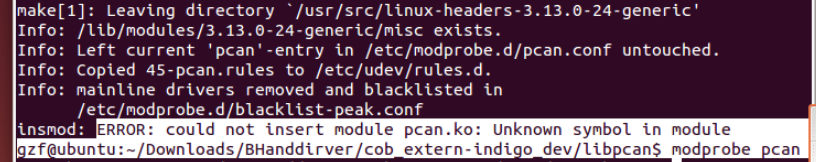 make[1]: Leaving directory `/usr/src/linux-headers-3.13.0-24-generic'
Info: /lib/modules/3.13.0-24-generic/misc exists.
Info: Left current 'pcan'-entry in /etc/modprobe.d/pcan.conf untouched.
Info: Copied 45-pcan.rules to /etc/udev/rules.d.
Info: mainline drivers removed and blacklisted in
      /etc/modprobe.d/blacklist-peak.conf
insmod: ERROR: could not insert module pcan.ko: Unknown symbol in module
gzf@ubuntu:~/Downloads/BHanddirver/cob_extern-indigo_dev/libpcan$ modprobe pcan